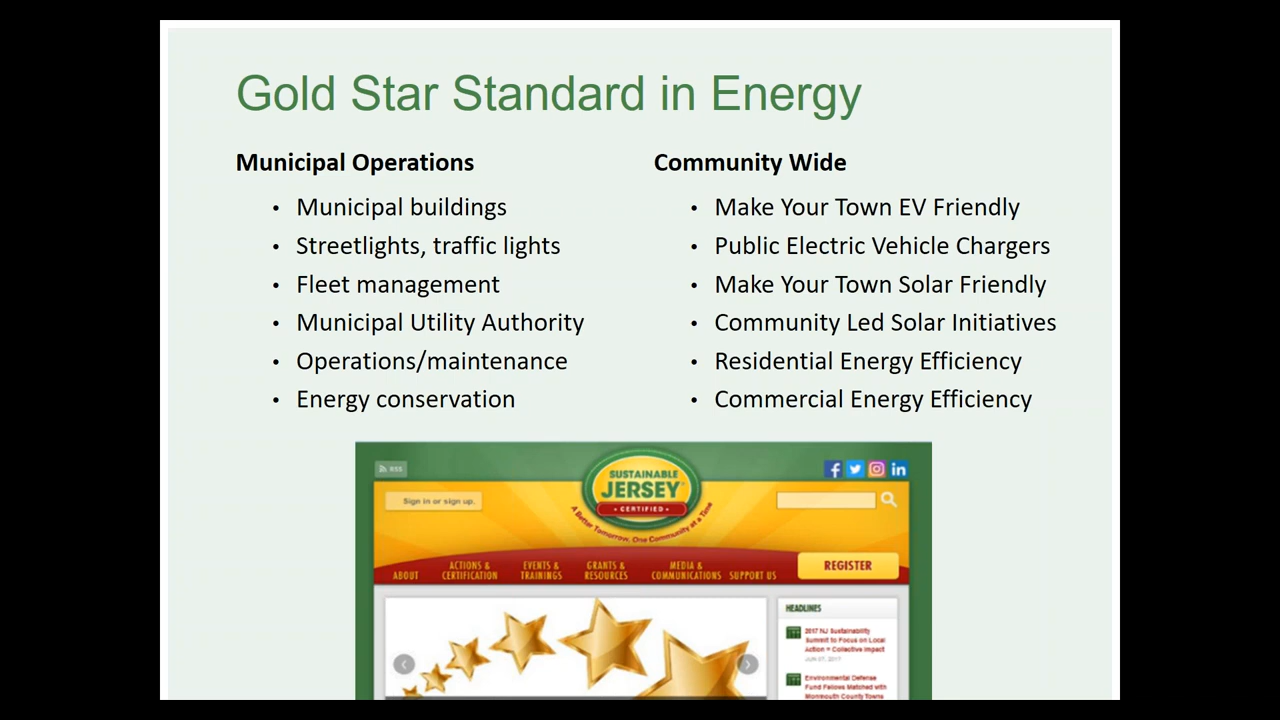 Gold Star Standard in Energy
Municipal Operations
• Municipal buildings
• Streetlights, traffic lights
• Fleet management
• Municipal Utility Authority
• Operations/maintenance
• Energy conservation
Community Wide
• Make Your Town EV Friendly
• Public Electric Vehicle Chargers
• Make Your Town Solar Friendly
• Community Led Solar Initiatives
• Residential Energy Efficiency
• Commercial Energy Efficiency
RSS
Sign in or sign up.
SUSTAINABLE
JERSEY
• CERTIFIED •
A Better Tomorrow, One Community at a Time
ABOUT
ACTIONS &
CERTIFICATION
EVENTS &
TRAININGS
GRANTS &
RESOURCES
MEDIA &
COMMUNICATIONS
SUPPORT US
REGISTER
HEADLINES
2017 NJ Sustainability
Summit to Focus on Local
Action = Collective Impact
JUN 07, 2017
Environmental Defense
Fund Fellows Matched with
Monmouth County Towns